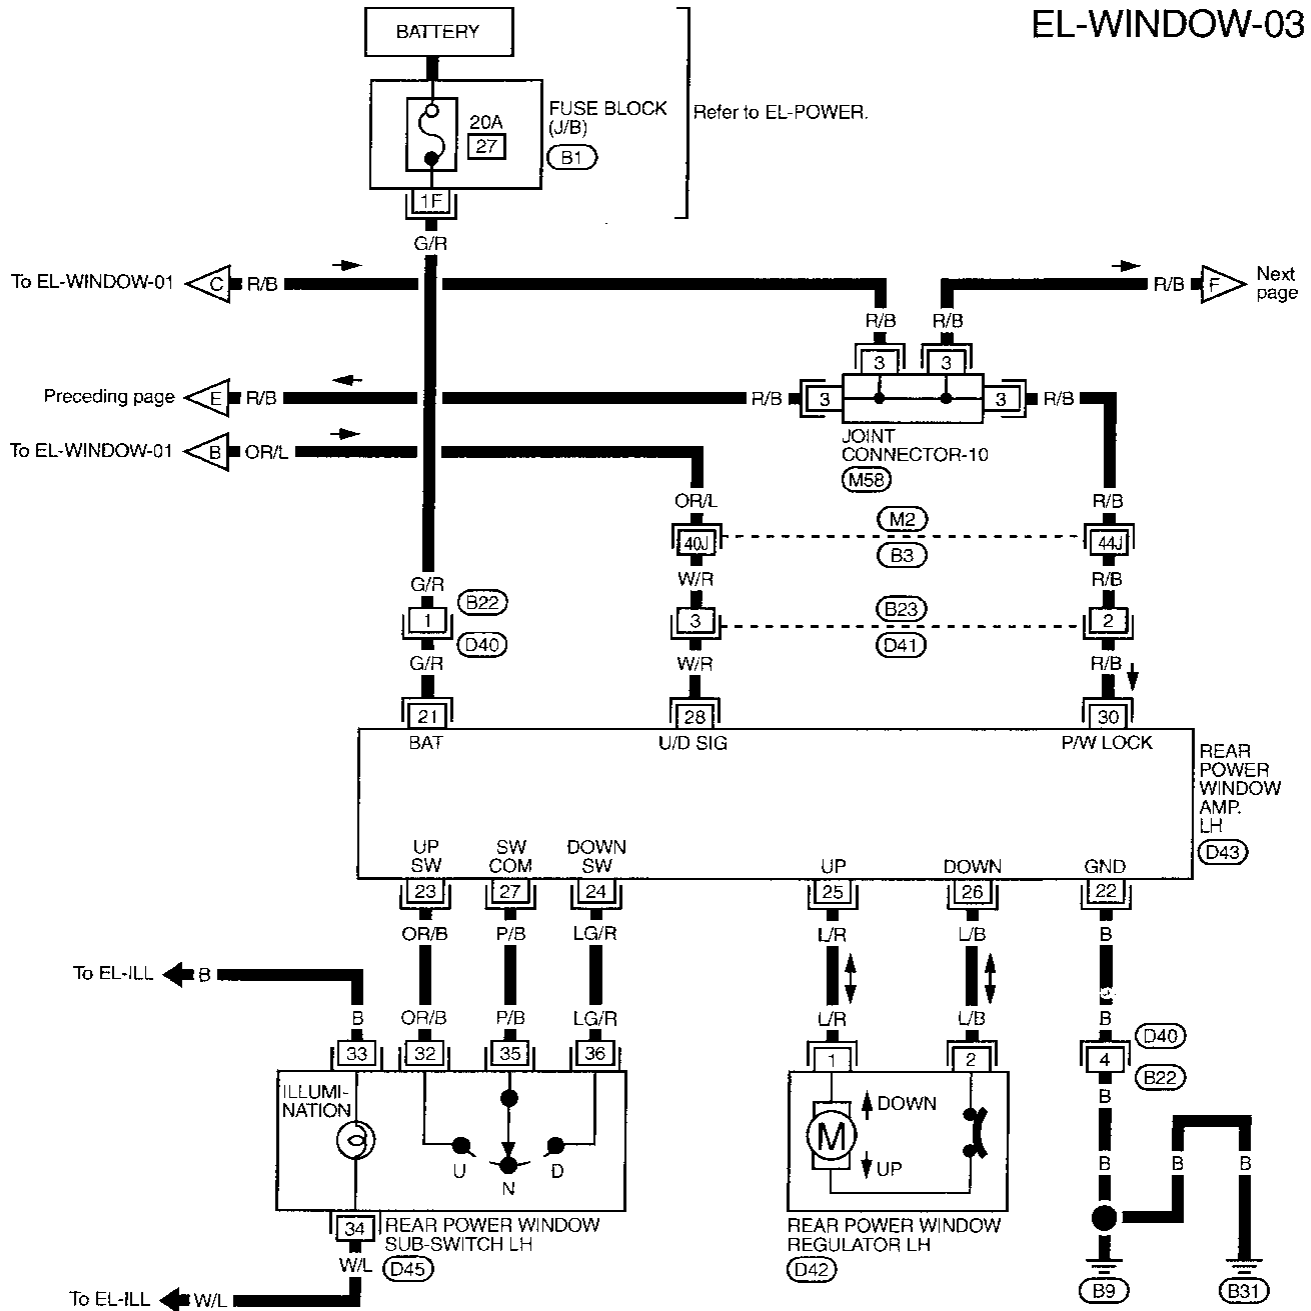 EL-WINDOW-03
BATTERY
FUSE BLOCK
(J/B)
20A
27
B1
Refer to EL-POWER.
1F
G/R
To EL-WINDOW-01
C
R/B
R/B
F
Next
page
R/B
R/B
3
3
Preceding page
E
R/B
R/B
3
3
R/B
To EL-WINDOW-01
B
OR/L
JOINT
CONNECTOR-10
M58
OR/L
R/B
M2
40J
44J
B3
G/R
W/R
R/B
B22
B23
1
3
2
D40
D41
G/R
W/R
R/B
21
28
30
BAT
U/D SIG
P/W LOCK
REAR
POWER
WINDOW
AMP.
LH
D43
UP
SW
SW
COM
DOWN
SW
UP
DOWN
GND
23
27
24
25
26
22
OR/B
P/B
LG/R
L/R
L/B
B
To EL-ILL
B
B
OR/B
P/B
LG/R
L/R
L/B
B
D40
33
32
35
36
1
2
4
B22
ILLUMI-
NATION
DOWN
B
M
UP
U
N
D
B
B
B
34
REAR POWER WINDOW
SUB-SWITCH LH
D45
W/L
REAR POWER WINDOW
REGULATOR LH
D42
B9
B31
To EL-ILL
W/L